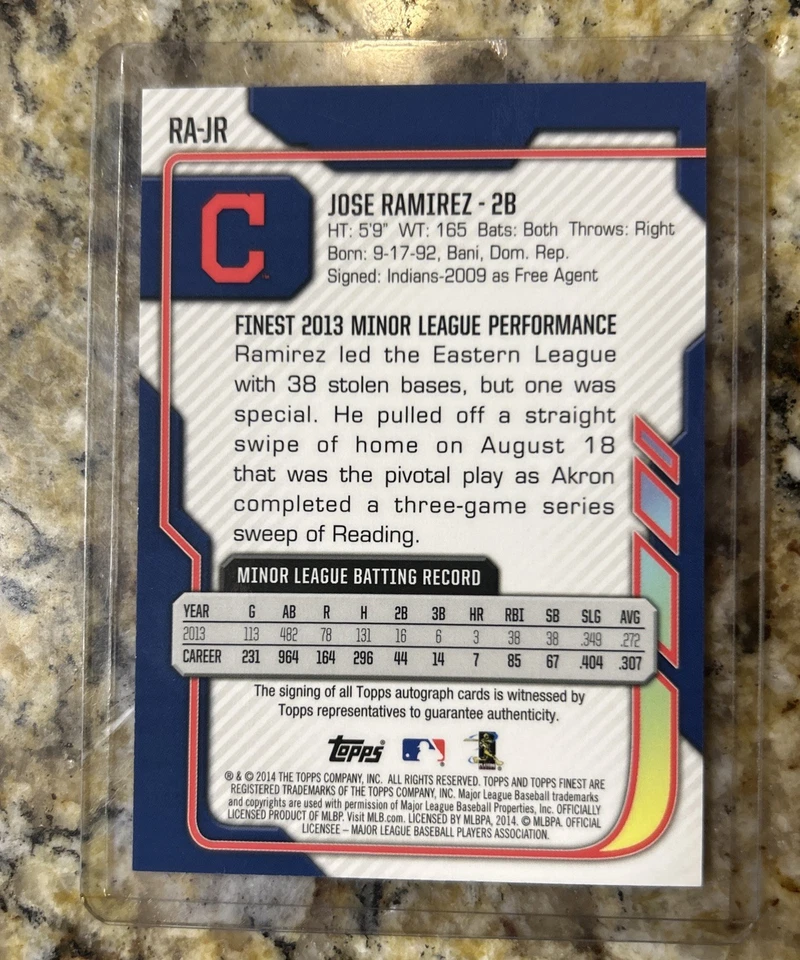 RA-JR
C
JOSE RAMIREZ - 2B
HT: 5'9" WT: 165 Bats: Both Throws: Right
Born: 9-17-92, Bani, Dom. Rep.
Signed: Indians-2009 as Free Agent
FINEST 2013 MINOR LEAGUE PERFORMANCE
Ramirez led the Eastern League
with 38 stolen bases, but one was
special. He pulled off a straight
swipe of home on August 18
that was the pivotal play as Akron
completed a three-game series
sweep of Reading.
MINOR LEAGUE BATTING RECORD
YEAR G AB R H 2B 3B HR RBI SB SLG AVG
2013 113 482 78 131 16 6 3 38 38 .349 .272
CAREER 231 964 164 296 44 14 7 85 67 .404 .307
The signing of all Topps autograph cards is witnessed by
Topps representatives to guarantee authenticity.
Topps
® & © 2014 THE TOPPS COMPANY, INC. ALL RIGHTS RESERVED. TOPPS AND TOPPS FINEST ARE
REGISTERED TRADEMARKS OF THE TOPPS COMPANY, INC. Major League Baseball trademarks
and copyrights are used with permission of Major League Baseball Properties, Inc. OFFICIALLY
LICENSED PRODUCT OF MLBP. Visit MLB.com. LICENSED BY MLBPA, 2014. © MLBPA. OFFICIAL
LICENSEE – MAJOR LEAGUE BASEBALL PLAYERS ASSOCIATION.